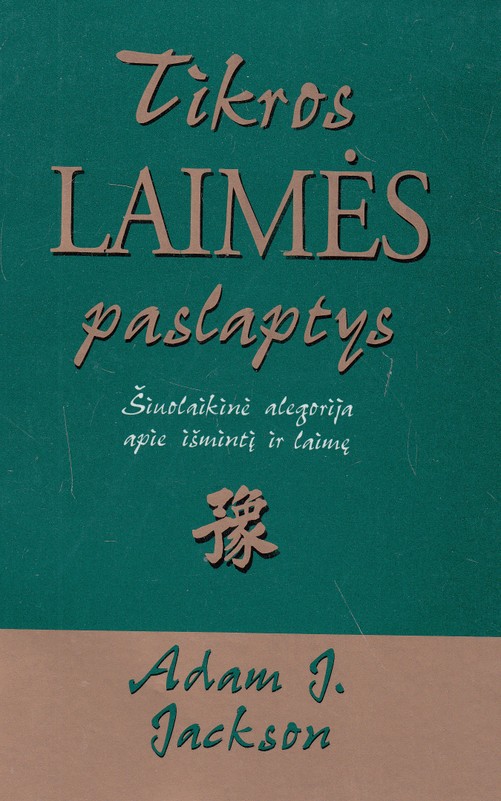 Tikros
LAIMĖS
paslaptys
Šiuolaikinė alegorija
apie išmintį ir laimę
豫
Adam J.
Jackson